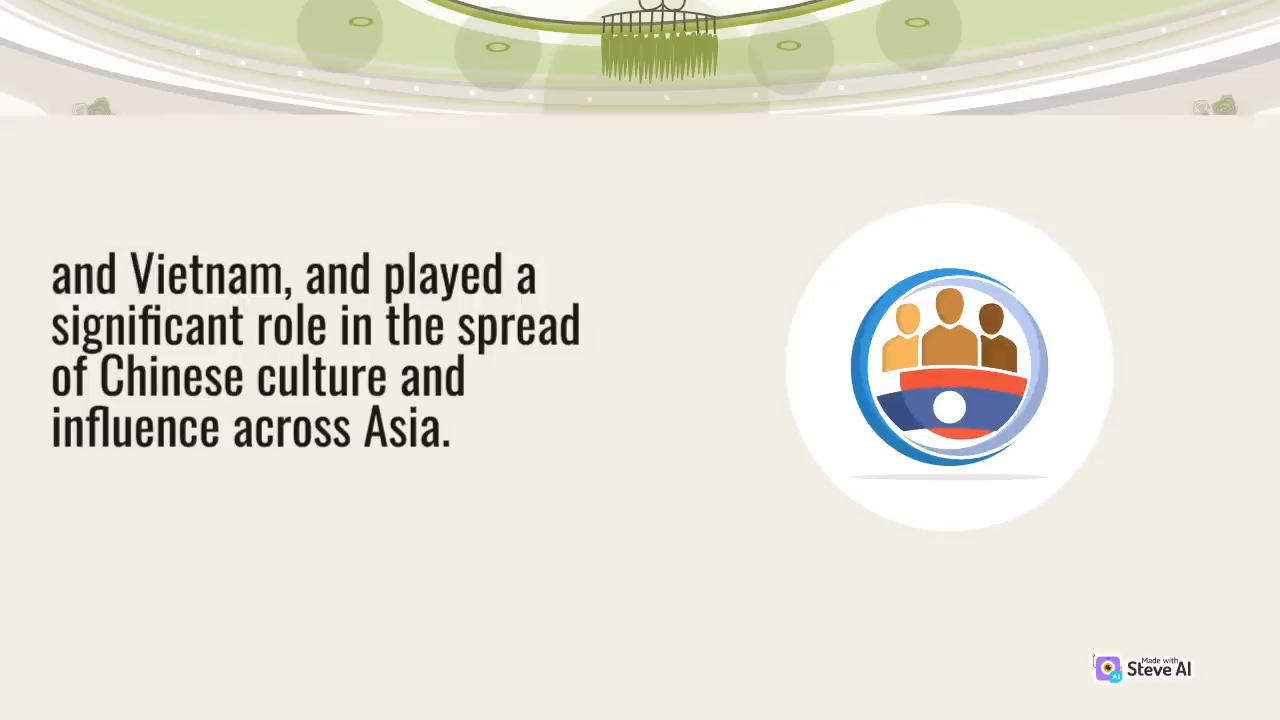 and Vietnam, and played a
significant role in the spread
of Chinese culture and
influence across Asia.
Made with
Steve AI
AI